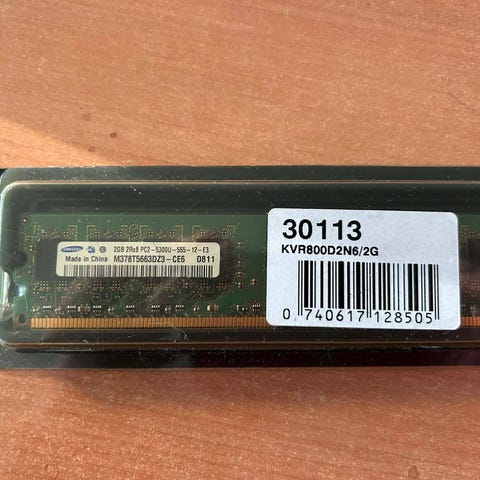 SAMSUNG
2GB 2Rx8 PC2-5300U-555-12-E3
Made in China M378T5663DZ3-CE6 0811
30113
KVR800D2N6/2G
0 740617 128505